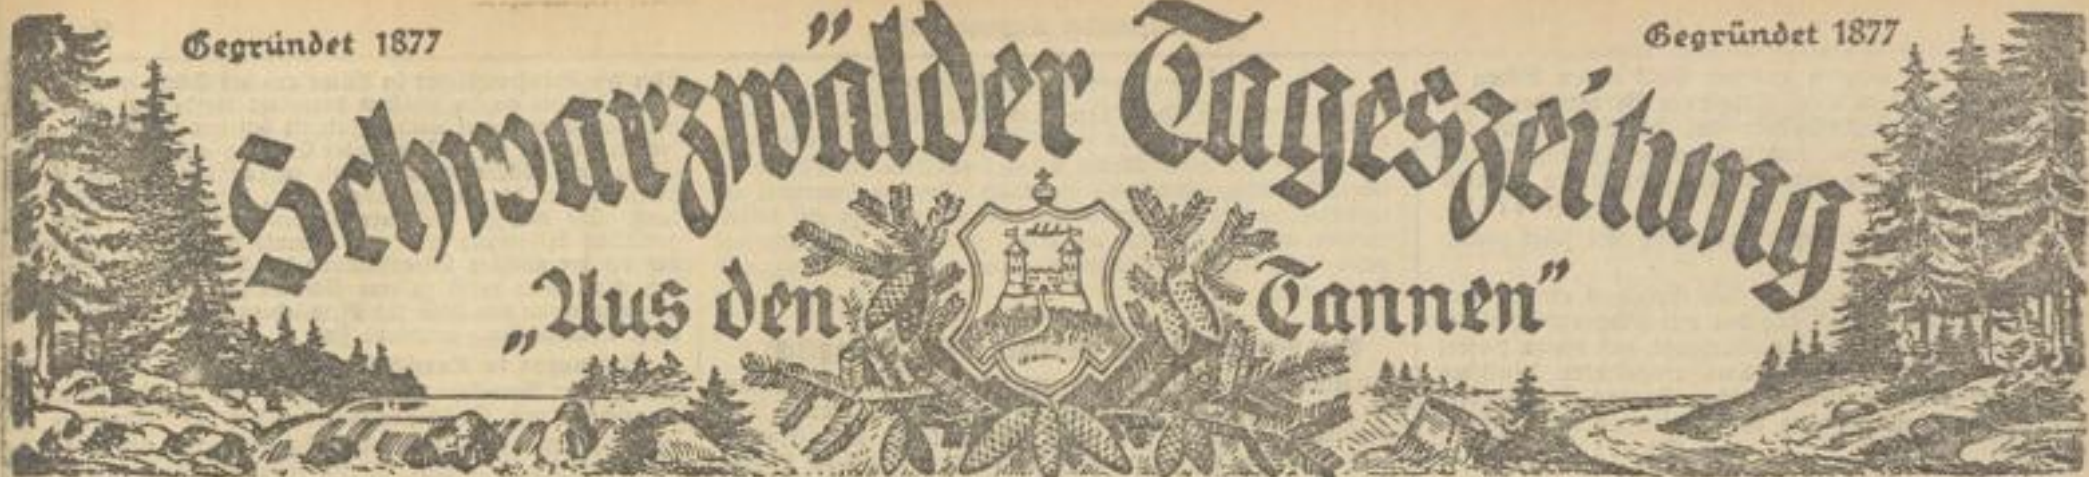 Gegründet 1877
Gegründet 1877
Schwarzwälder Tageszeitung
„Aus den Tannen“